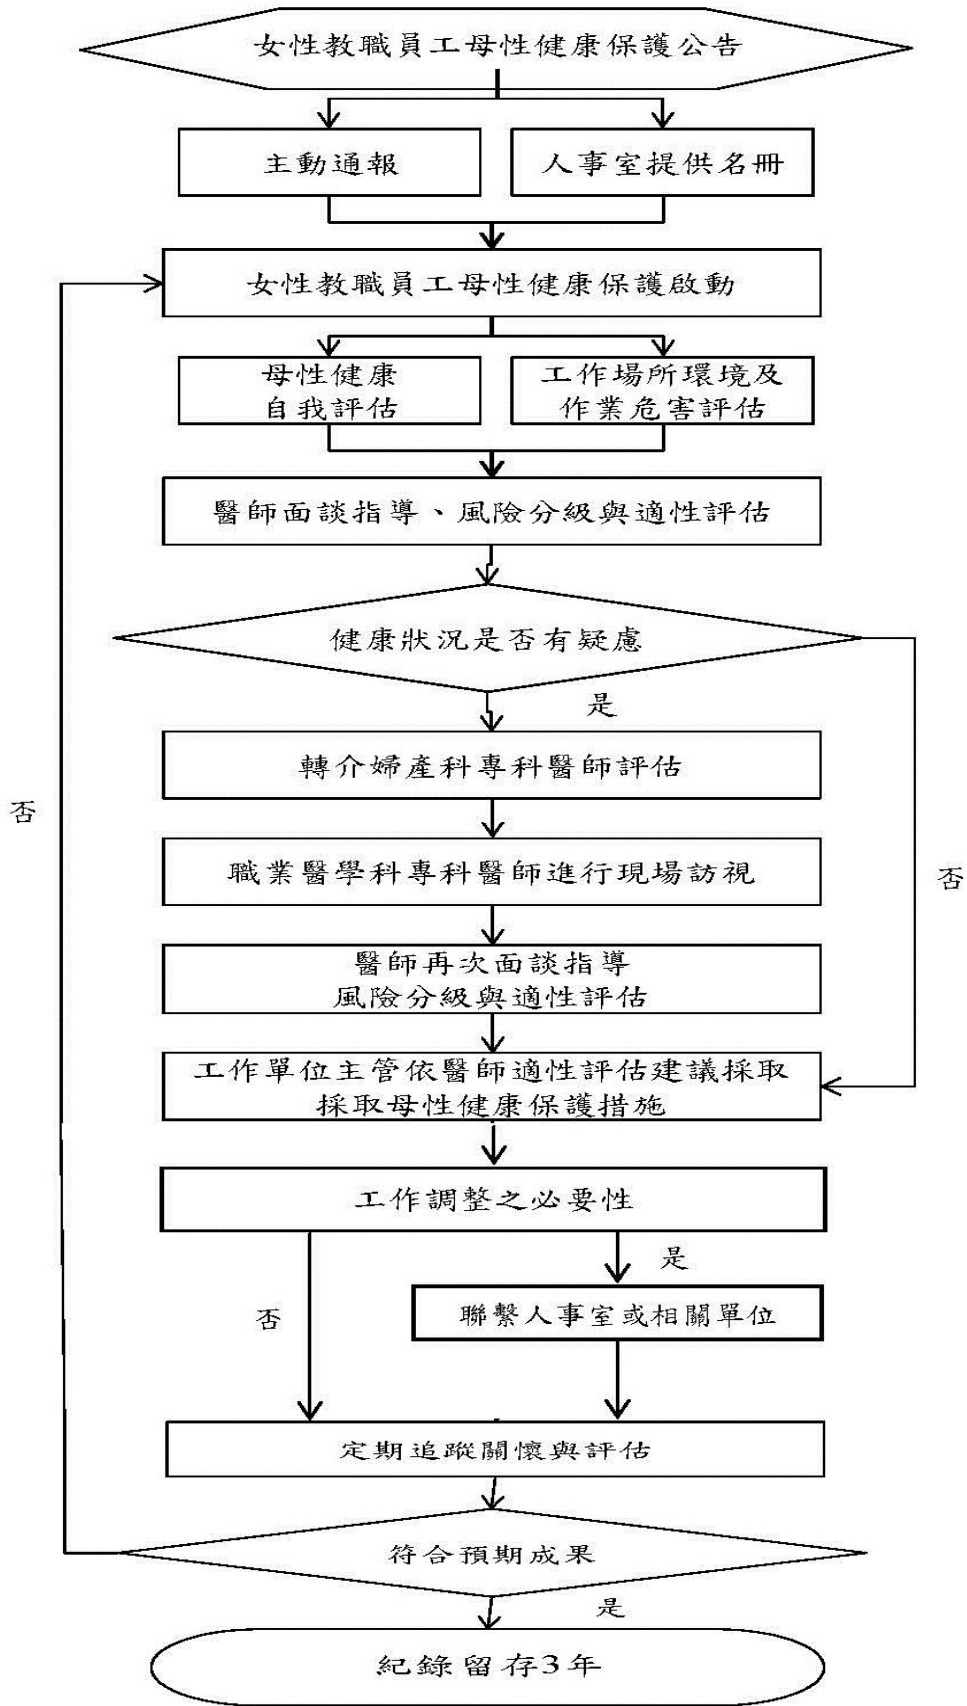 女性教職員工母性健康保護公告
主動通報
人事室提供名冊
女性教職員工母性健康保護啟動
母性健康
自我評估
工作場所環境及
作業危害評估
醫師面談指導、風險分級與適性評估
健康狀況是否有疑慮
是
轉介婦產科專科醫師評估
否
職業醫學科專科醫師進行現場訪視
否
醫師再次面談指導
風險分級與適性評估
工作單位主管依醫師適性評估建議採取
採取母性健康保護措施
工作調整之必要性
是
否
聯繫人事室或相關單位
定期追蹤關懷與評估
符合預期成果
是
紀錄留存3年